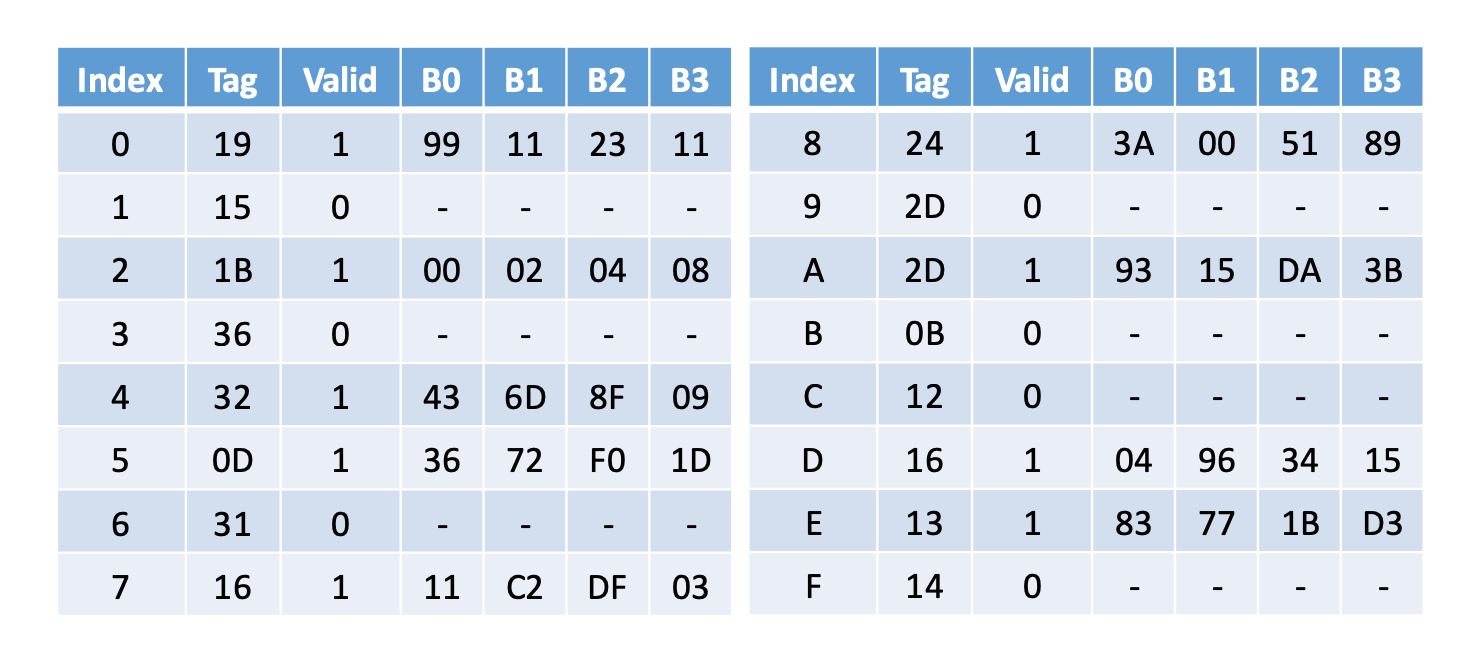 Index Tag Valid B0 B1 B2 B3
0 19 1 99 11 23 11
1 15 0 - - - -
2 1B 1 00 02 04 08
3 36 0 - - - -
4 32 1 43 6D 8F 09
5 0D 1 36 72 F0 1D
6 31 0 - - - -
7 16 1 11 C2 DF 03
Index Tag Valid B0 B1 B2 B3
8 24 1 3A 00 51 89
9 2D 0 - - - -
A 2D 1 93 15 DA 3B
B 0B 0 - - - -
C 12 0 - - - -
D 16 1 04 96 34 15
E 13 1 83 77 1B D3
F 14 0 - - - -